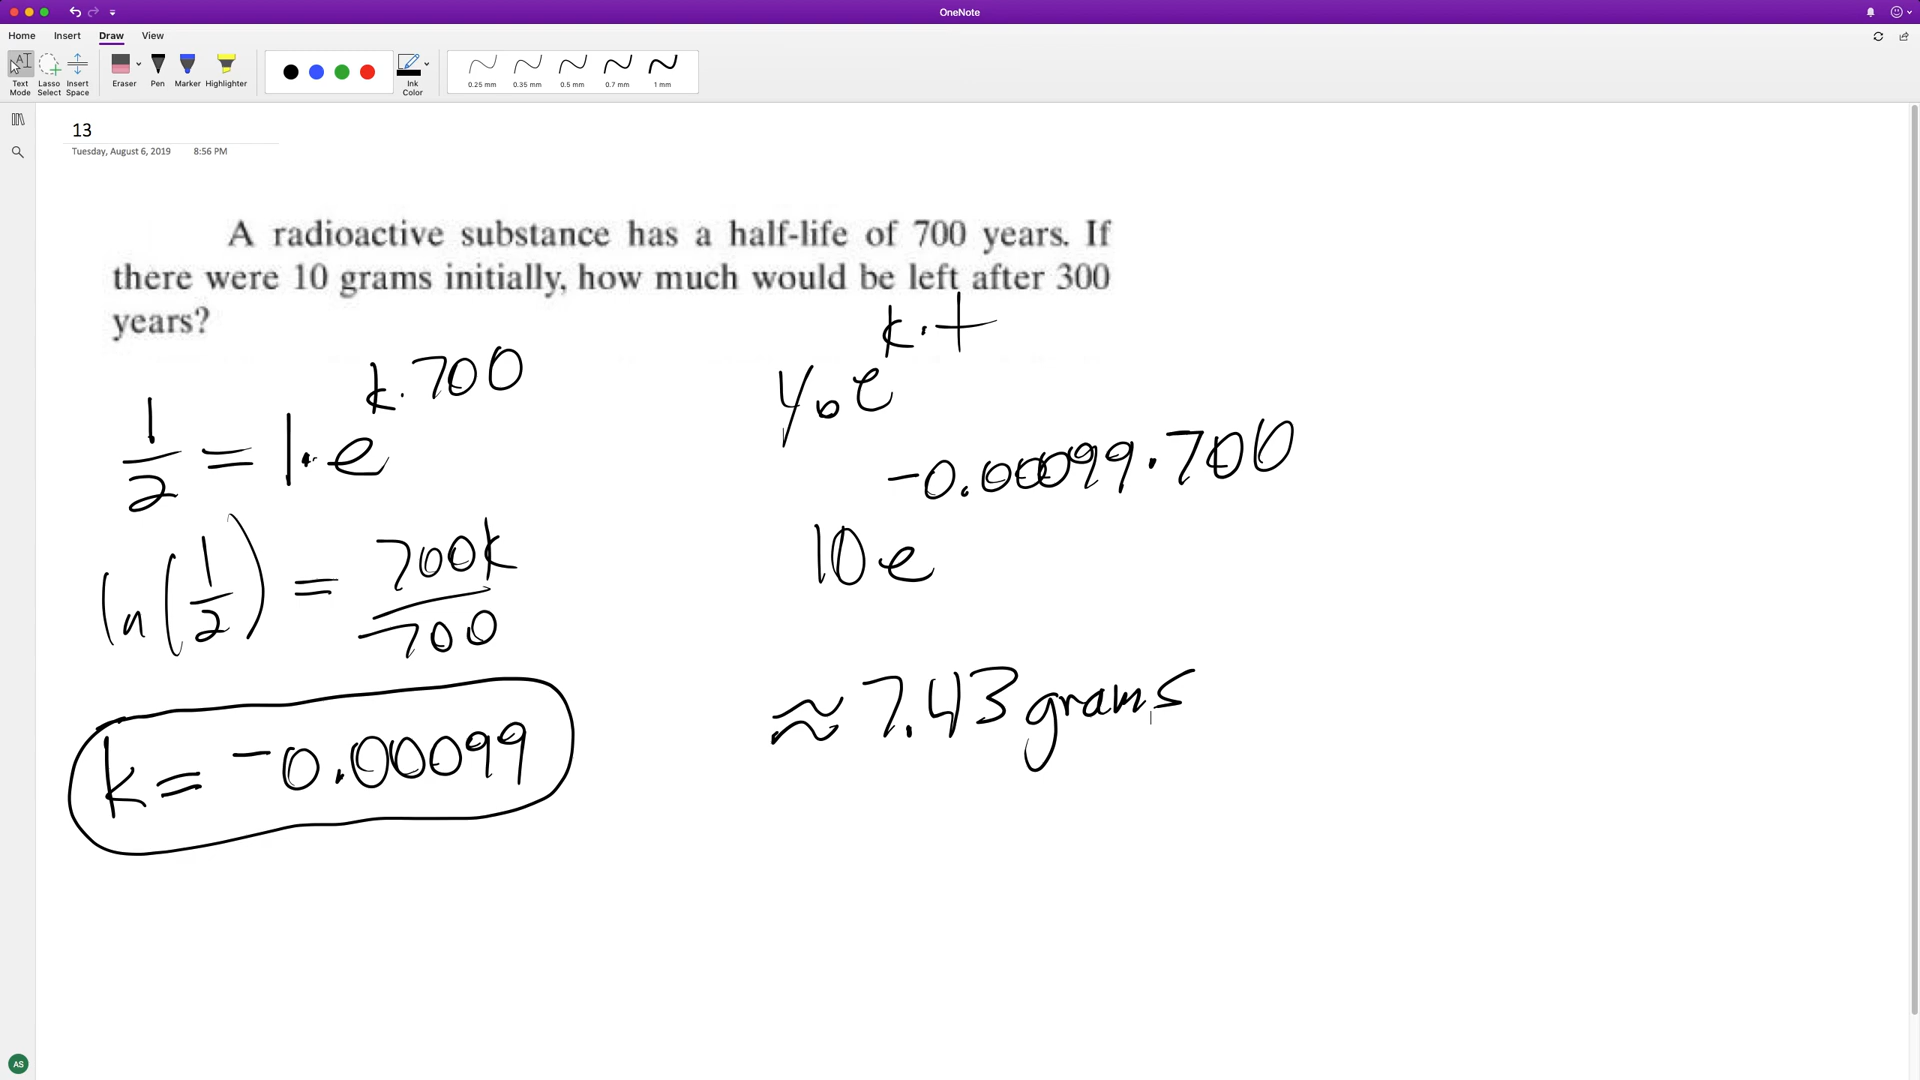 OneNote
Home Insert Draw View
Text Mode Lasso Select Insert Space Eraser Pen Marker Highlighter Ink Color 0.25 mm 0.35 mm 0.5 mm 0.7 mm 1 mm
13
Tuesday, August 6, 2019 8:56 PM
A radioactive substance has a half-life of 700 years. If
there were 10 grams initially, how much would be left after 300
years?
1/2 = 1·e^(k·700)
ln(1/2) = 700k/700
k = -0.00099
y₀e^(k·t)
10e^(-0.00099·700)
≈ 7.43 grams
AS